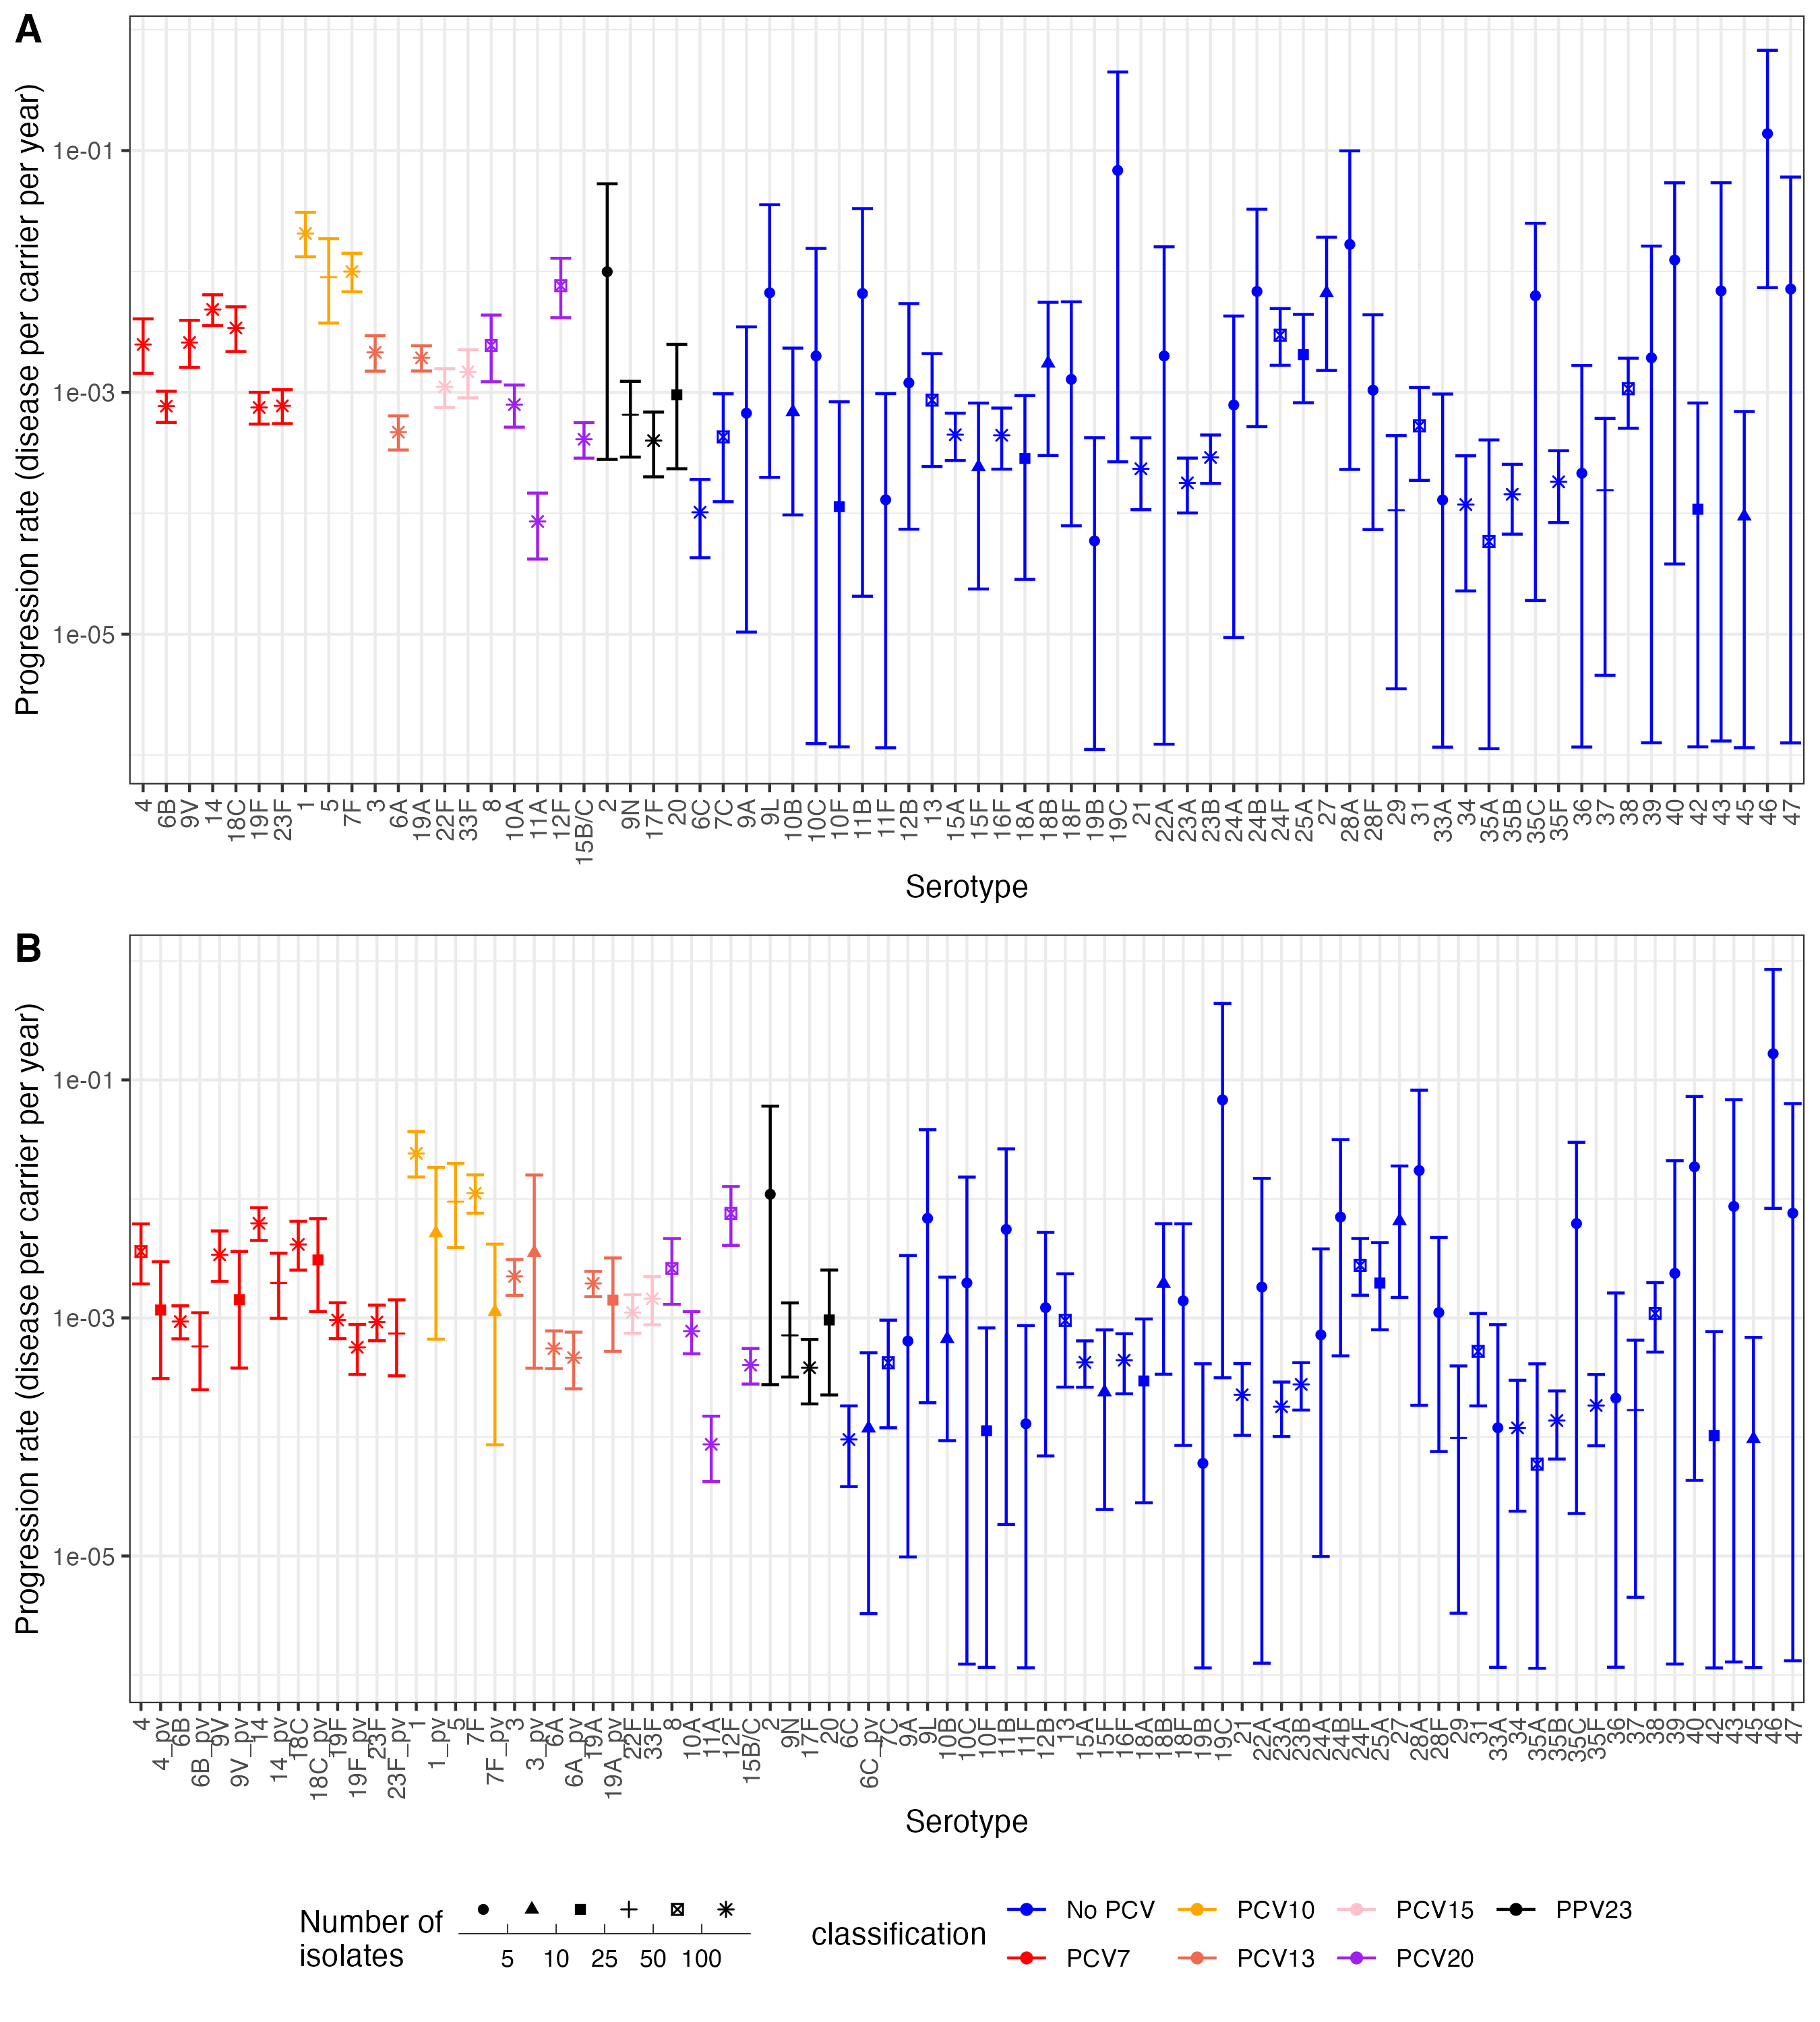 A
Progression rate (disease per carrier per year)
1e-01
1e-03
1e-05
4 6B 9V 14 18C 19F 23F 1 5 7F 3 6A 19A 22F 33F 8 10A 11A 12F 15B/C 2 9N 17F 20 6C 7C 9A 9L 10B 10C 10F 11B 11F 12B 13 15A 15F 16F 18A 18B 18F 19B 19C 21 22A 23A 23B 24A 24B 24F 25A 27 28A 28F 29 31 33A 34 35A 35B 35C 35F 36 37 38 39 40 42 43 45 46 47
Serotype
B
Progression rate (disease per carrier per year)
1e-01
1e-03
1e-05
4 4_pv 6B 6B_pv 9V 9V_pv 14 14_pv 18C 18C_pv 19F 19F_pv 23F 23F_pv 1 1_pv 5 7F 7F_pv 3 3_pv 6A 6A_pv 19A 19A_pv 22F 33F 8 10A 11A 12F 15B/C 2 9N 17F 20 6C 6C_pv 7C 9A 9L 10B 10C 10F 11B 11F 12B 13 15A 15F 16F 18A 18B 18F 19B 19C 21 22A 23A 23B 24A 24B 24F 25A 27 28A 28F 29 31 33A 34 35A 35B 35C 35F 36 37 38 39 40 42 43 45 46 47
Serotype
Number of
isolates
5 10 25 50 100
classification
No PCV PCV10 PCV15 PPV23
PCV7 PCV13 PCV20